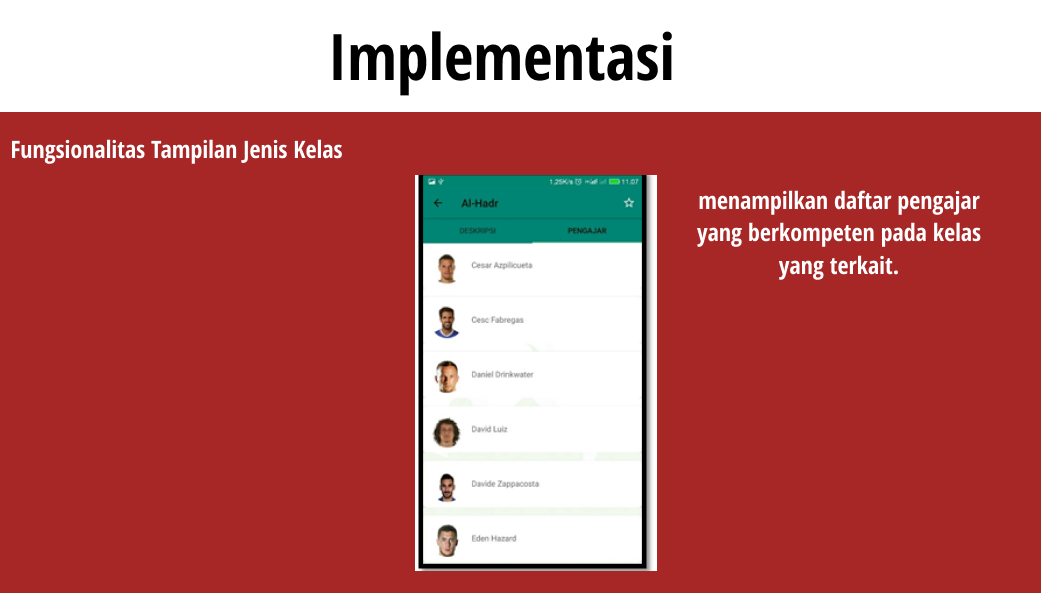 Implementasi
Fungsionalitas Tampilan Jenis Kelas
1,25K/s 11.07
Al-Hadr
DESKRIPSI PENGAJAR
Cesar Azpilicueta
Cesc Fabregas
Daniel Drinkwater
David Luiz
Davide Zappacosta
Eden Hazard
menampilkan daftar pengajar
yang berkompeten pada kelas
yang terkait.